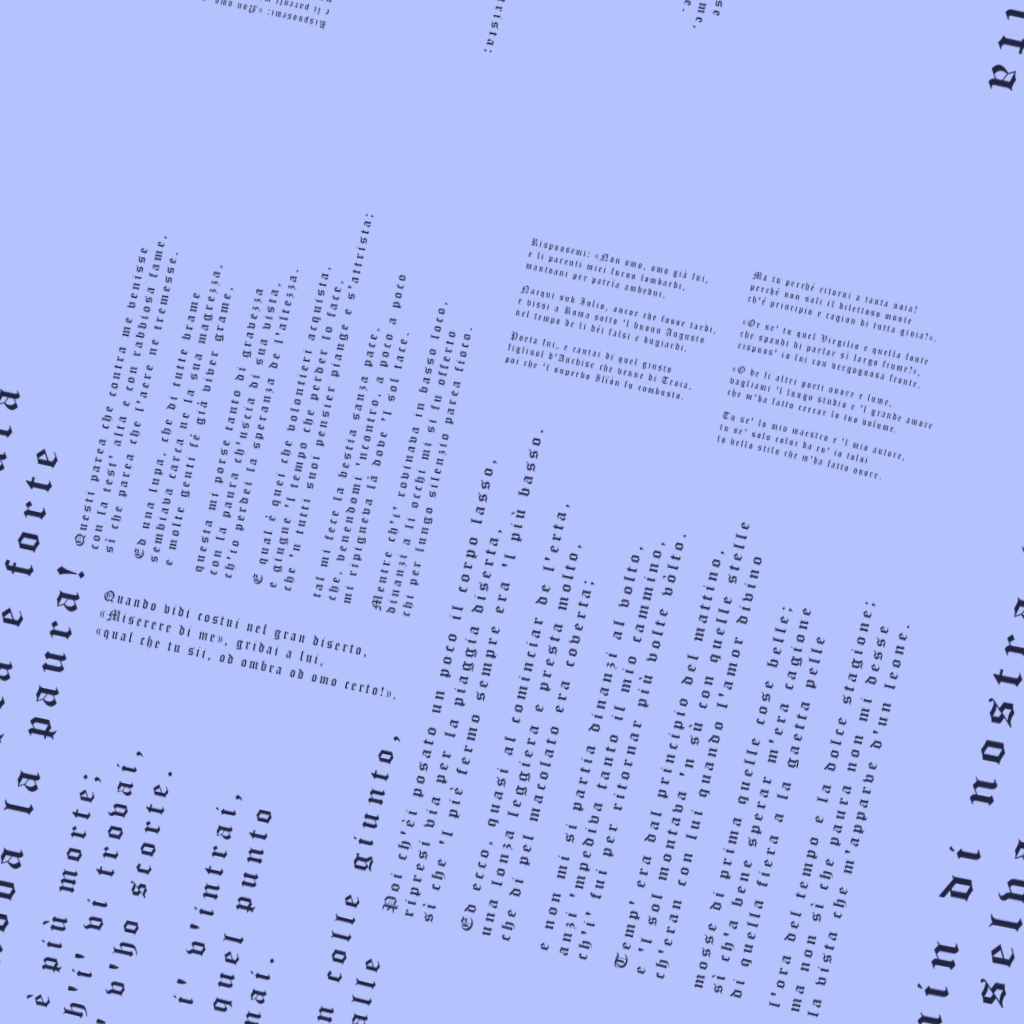 di nostra
selva
e forte
la paura!
è più morte;
vi trovai,
v'ho scorte.
i' v'intrai,
quel punto
colle giunto,
Poi ch'èi posato un poco il corpo lasso,
ripresi via per la piaggia diserta,
sì che 'l piè fermo sempre era 'l più basso.
Ed ecco, quasi al cominciar de l'erta,
una lonza leggiera e presta molto,
che di pel macolato era coverta;
e non mi si partia dinanzi al volto,
anzi 'mpediva tanto il mio cammino,
ch'i' fui per ritornar più volte vòlto.
Temp' era dal principio del mattino,
e 'l sol montava 'n sù con quelle stelle
ch'eran con lui quando l'amor divino
mosse di prima quelle cose belle;
sì ch'a bene sperar m'era cagione
di quella fiera a la gaetta pelle
l'ora del tempo e la dolce stagione;
ma non sì che paura non mi desse
la vista che m'apparve d'un leone.
Questi parea che contra me venisse
con la test' alta e con rabbiosa fame,
sì che parea che l'aere ne tremesse.
Ed una lupa, che di tutte brame
sembiava carca ne la sua magrezza,
e molte genti fé già viver grame,
questa mi porse tanto di gravezza
con la paura ch'uscia di sua vista,
ch'io perdei la speranza de l'altezza.
E qual è quei che volontieri acquista,
e giugne 'l tempo che perder lo face,
che 'n tutti suoi pensier piange e s'attrista;
tal mi fece la bestia sanza pace,
che, venendomi 'ncontro, a poco a poco
mi ripigneva là dove 'l sol tace.
Mentre ch'i' rovinava in basso loco,
dinanzi a li occhi mi si fu offerto
chi per lungo silenzio parea fioco.
Quando vidi costui nel gran diserto,
«Miserere di me», gridai a lui,
«qual che tu sii, od ombra od omo certo!».
Rispuosemi: «Non omo, omo già fui,
e li parenti miei furon lombardi,
mantoani per patrïa ambedui.
Nacqui sub Iulio, ancor che fosse tardi,
e vissi a Roma sotto 'l buono Augusto
nel tempo de li dèi falsi e bugiardi.
Poeta fui, e cantai di quel giusto
figliuol d'Anchise che venne di Troia,
poi che 'l superbo Ilïón fu combusto.
Ma tu perché ritorni a tanta noia?
perché non sali il dilettoso monte
ch'è principio e cagion di tutta gioia?».
«Or se' tu quel Virgilio e quella fonte
che spandi di parlar sì largo fiume?»,
rispuos' io lui con vergognosa fronte.
«O de li altri poeti onore e lume,
vagliami 'l lungo studio e 'l grande amore
che m'ha fatto cercar lo tuo volume.
Tu se' lo mio maestro e 'l mio autore,
tu se' solo colui da cu' io tolsi
lo bello stilo che m'ha fatto onore.